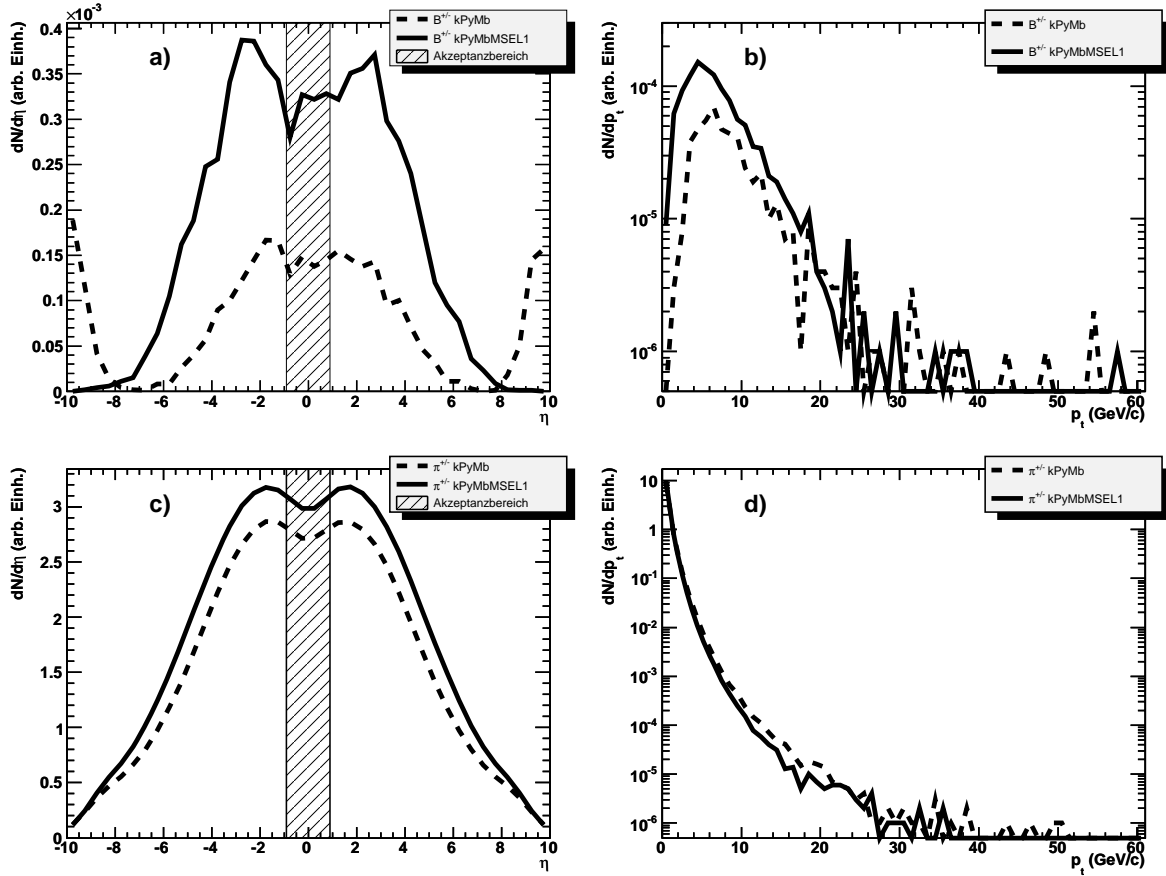 ×10⁻³
dN/dη (arb. Einh.)
a)
B⁺/⁻ kPyMb
B⁺/⁻ kPyMbMSEL1
Akzeptanzbereich
0.4
0.35
0.3
0.25
0.2
0.15
0.1
0.05
0
-10 -8 -6 -4 -2 0 2 4 6 8 10
η
dN/dpₜ (arb. Einh.)
b)
B⁺/⁻ kPyMb
B⁺/⁻ kPyMbMSEL1
10⁻⁴
10⁻⁵
10⁻⁶
0 10 20 30 40 50 60
pₜ (GeV/c)
dN/dη (arb. Einh.)
c)
π⁺/⁻ kPyMb
π⁺/⁻ kPyMbMSEL1
Akzeptanzbereich
3
2.5
2
1.5
1
0.5
0
-10 -8 -6 -4 -2 0 2 4 6 8 10
η
dN/dpₜ (arb. Einh.)
d)
π⁺/⁻ kPyMb
π⁺/⁻ kPyMbMSEL1
10
1
10⁻¹
10⁻²
10⁻³
10⁻⁴
10⁻⁵
10⁻⁶
0 10 20 30 40 50 60
pₜ (GeV/c)